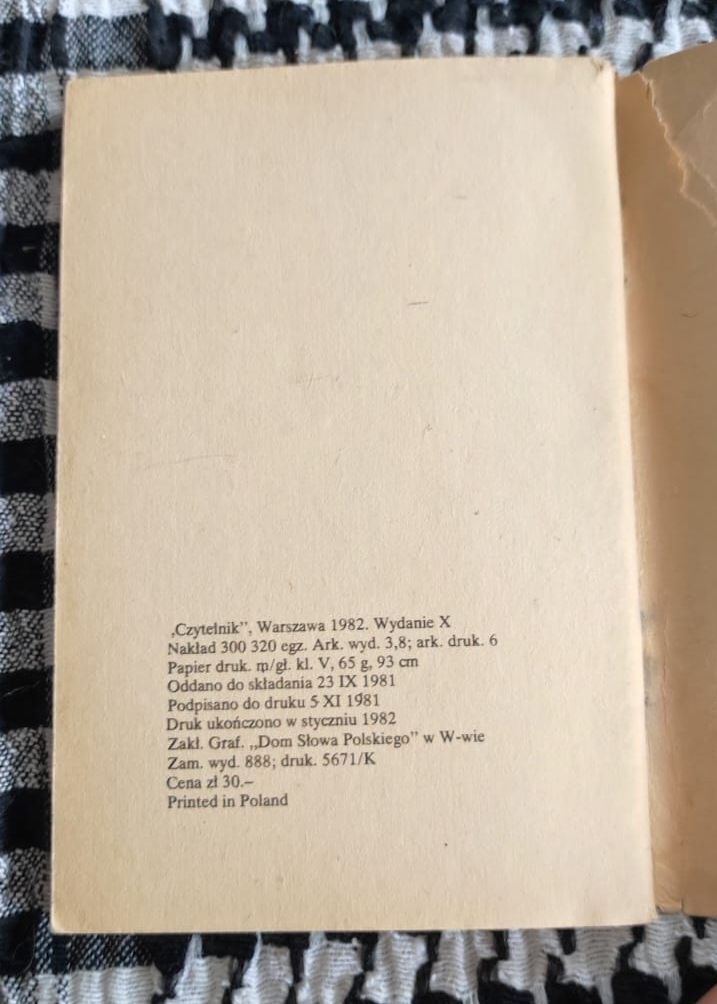 „Czytelnik”, Warszawa 1982. Wydanie X
Nakład 300 320 egz. Ark. wyd. 3,8; ark. druk. 6
Papier druk. m/gł. kl. V, 65 g, 93 cm
Oddano do składania 23 IX 1981
Podpisano do druku 5 XI 1981
Druk ukończono w styczniu 1982
Zakł. Graf. „Dom Słowa Polskiego” w W-wie
Zam. wyd. 888; druk. 5671/K
Cena zł 30.–
Printed in Poland